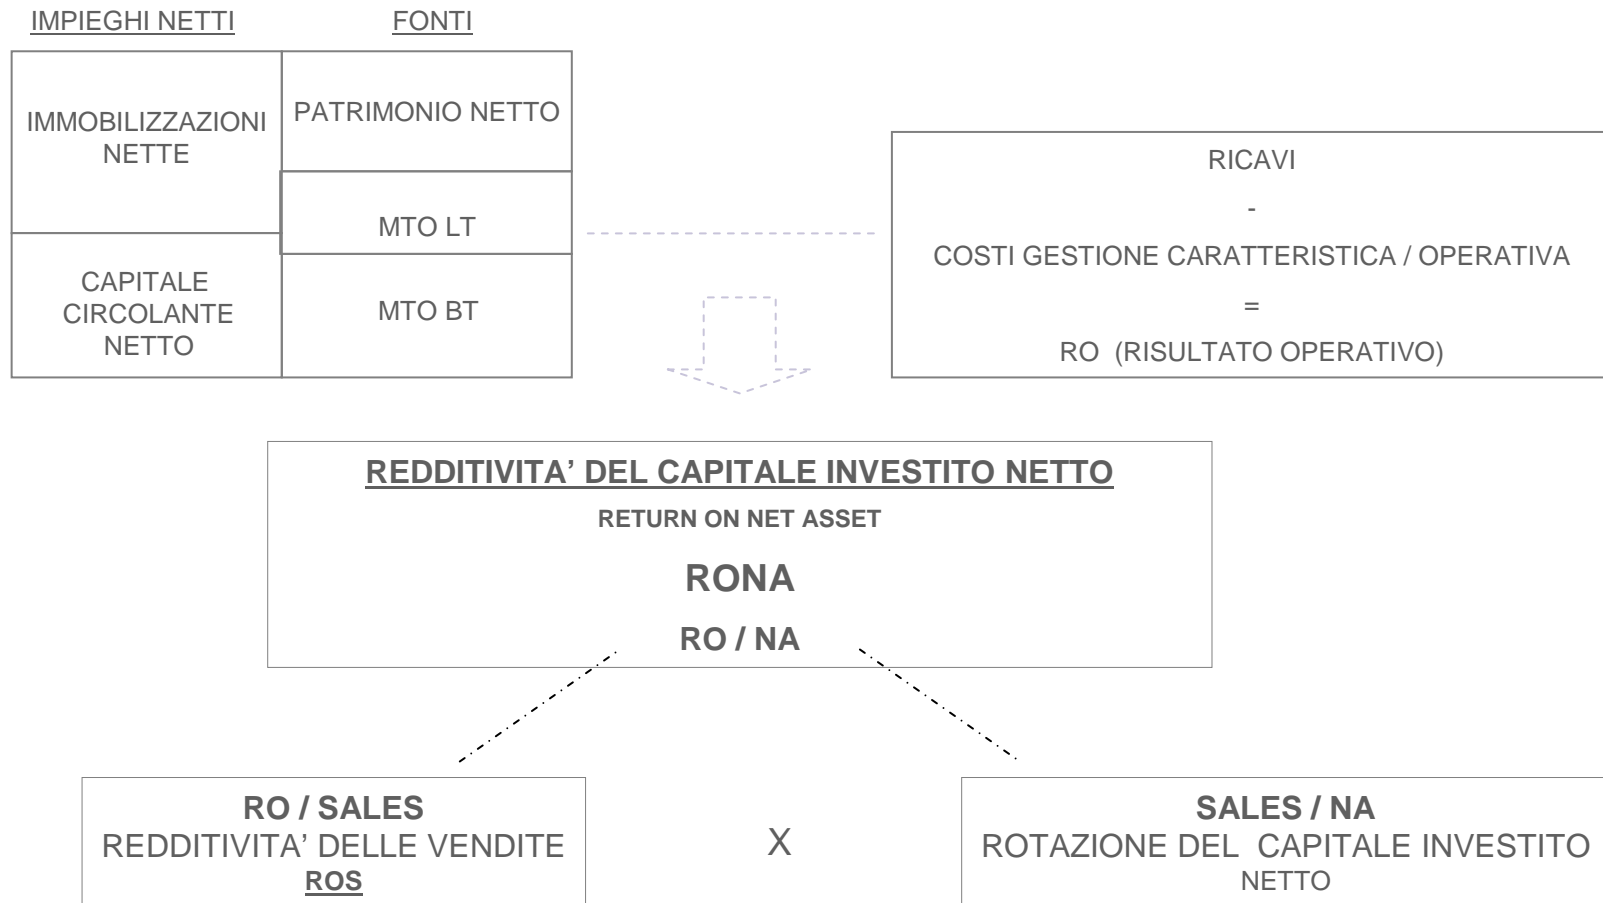 IMPIEGHI NETTI
FONTI
IMMOBILIZZAZIONI
NETTE
PATRIMONIO NETTO
MTO LT
CAPITALE
CIRCOLANTE
NETTO
MTO BT
RICAVI
-
COSTI GESTIONE CARATTERISTICA / OPERATIVA
=
RO (RISULTATO OPERATIVO)
REDDITIVITA’ DEL CAPITALE INVESTITO NETTO
RETURN ON NET ASSET
RONA
RO / NA
RO / SALES
REDDITIVITA’ DELLE VENDITE
ROS
X
SALES / NA
ROTAZIONE DEL CAPITALE INVESTITO
NETTO